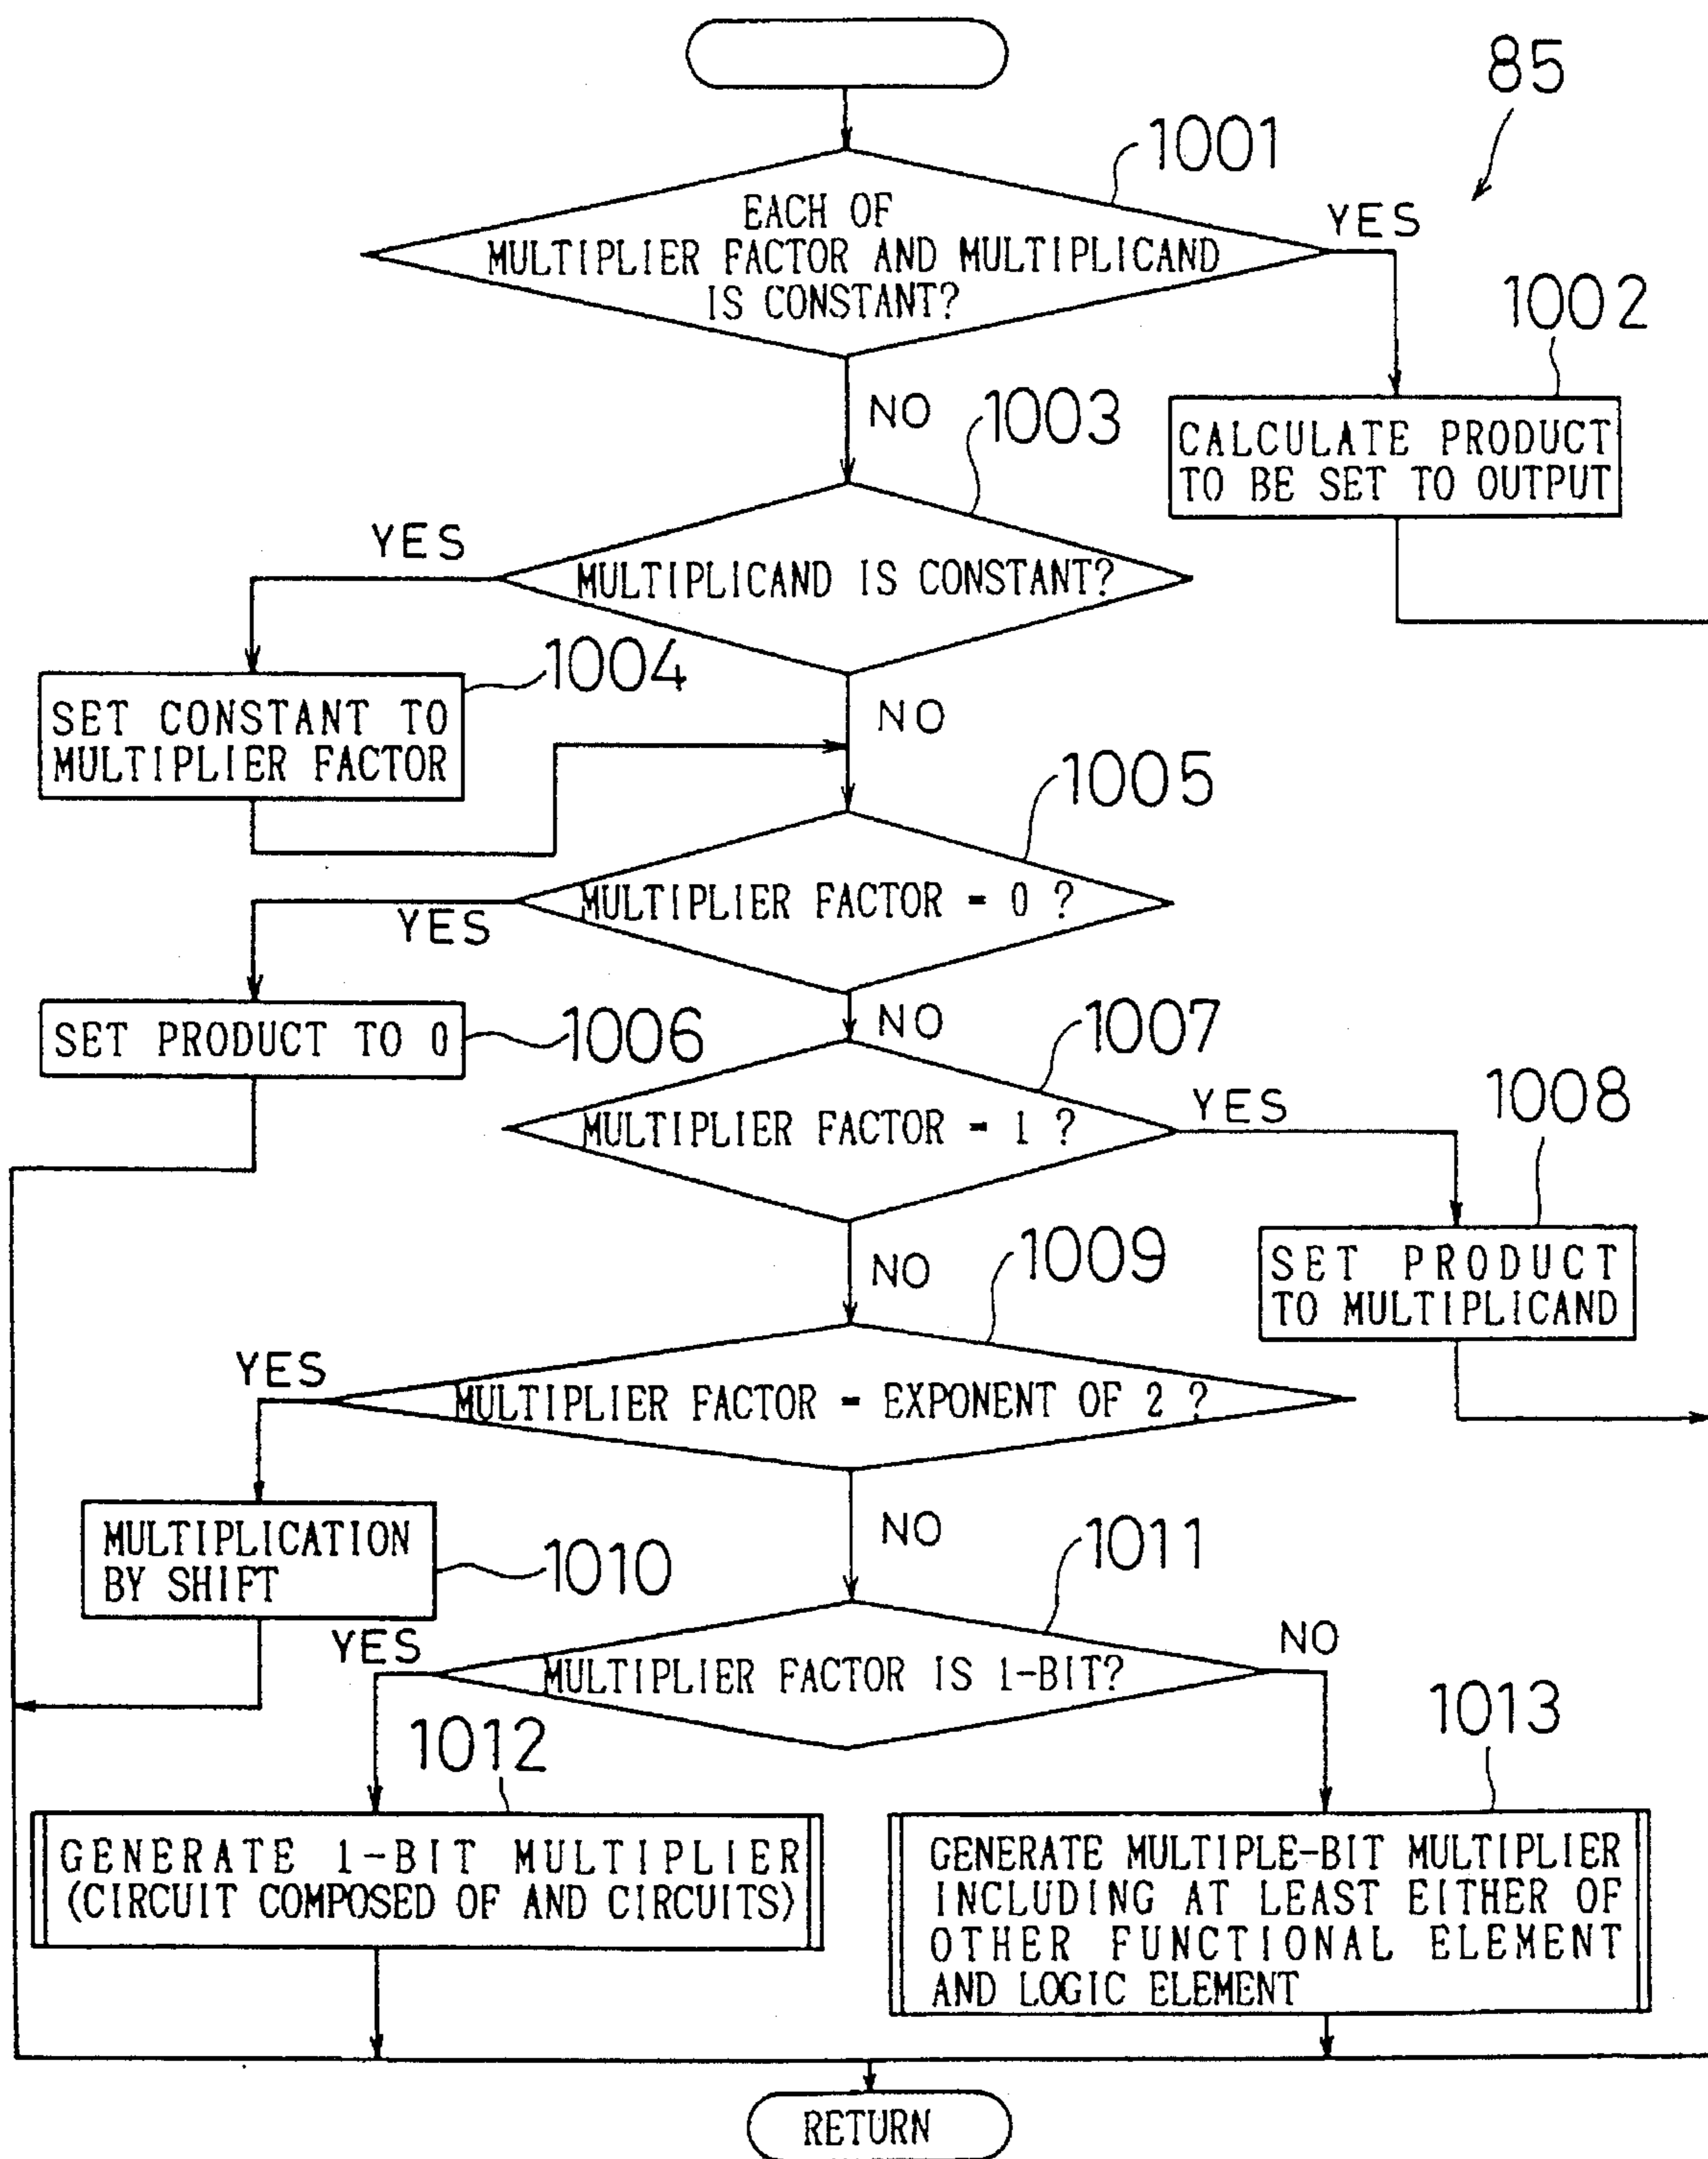 85
1001
EACH OF
MULTIPLIER FACTOR AND MULTIPLICAND
IS CONSTANT?
YES
1002
NO
CALCULATE PRODUCT
TO BE SET TO OUTPUT
1003
YES
MULTIPLICAND IS CONSTANT?
1004
SET CONSTANT TO
MULTIPLIER FACTOR
NO
1005
MULTIPLIER FACTOR = 0 ?
YES
1006
SET PRODUCT TO 0
NO
1007
MULTIPLIER FACTOR = 1 ?
YES
1008
SET PRODUCT
TO MULTIPLICAND
NO
1009
YES
MULTIPLIER FACTOR = EXPONENT OF 2 ?
NO
MULTIPLICATION
BY SHIFT
1010
1011
YES
MULTIPLIER FACTOR IS 1-BIT?
NO
1012
1013
GENERATE 1-BIT MULTIPLIER
(CIRCUIT COMPOSED OF AND CIRCUITS)
GENERATE MULTIPLE-BIT MULTIPLIER
INCLUDING AT LEAST EITHER OF
OTHER FUNCTIONAL ELEMENT
AND LOGIC ELEMENT
RETURN